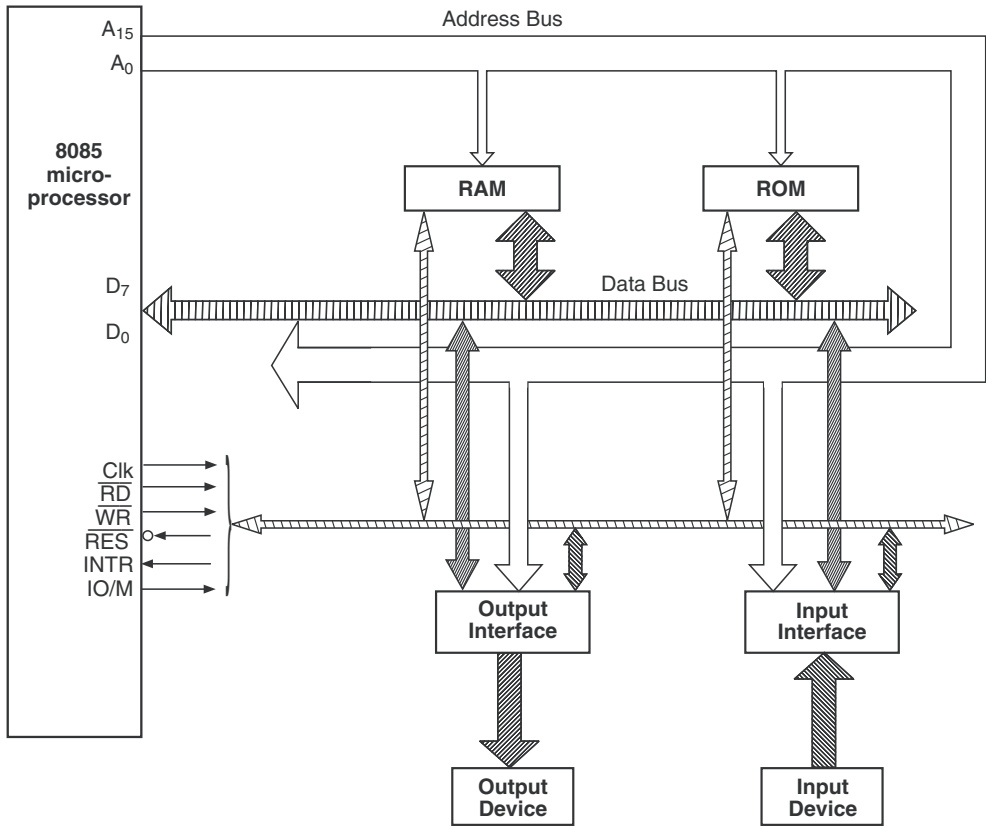 Address Bus
A15
A0
8085
micro-
processor
RAM
ROM
D7
Data Bus
D0
Clk
RD
WR
RES
INTR
IO/M
Output
Interface
Input
Interface
Output
Device
Input
Device